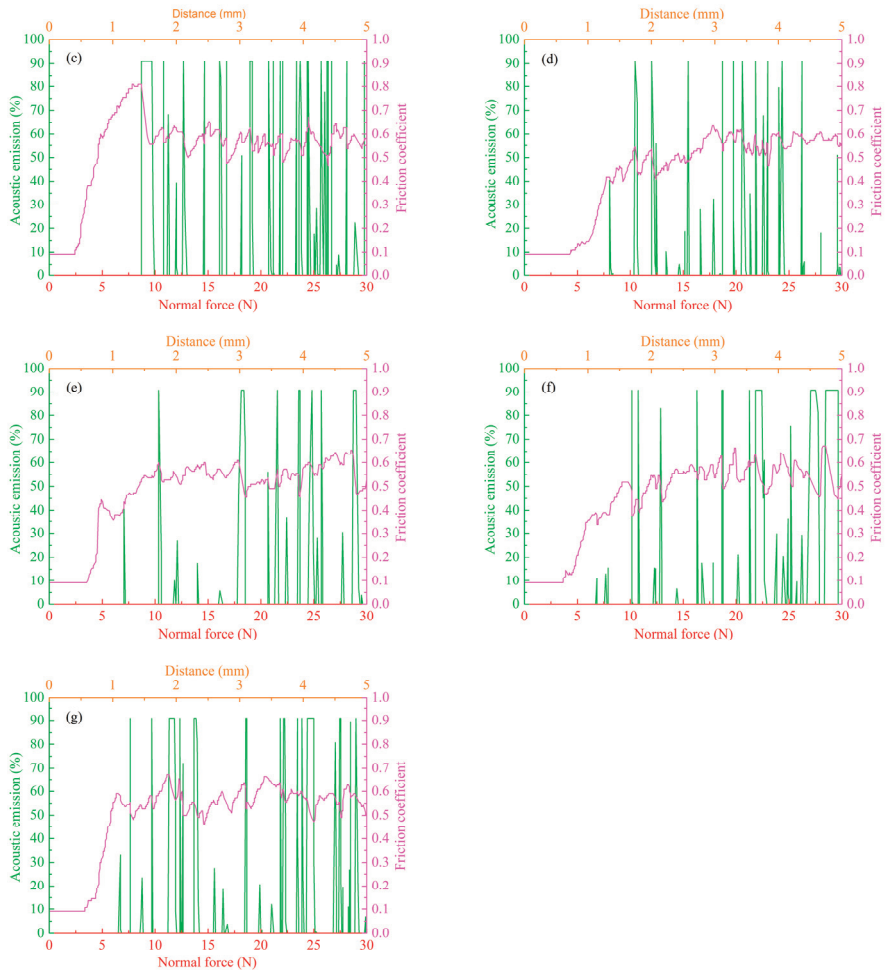 Distance (mm)
0 1 2 3 4 5
100 90 80 70 60 50 40 30 20 10 0
Acoustic emission (%)
(c)
1.0 0.9 0.8 0.7 0.6 0.5 0.4 0.3 0.2 0.1 0.0
Friction coefficient
0 5 10 15 20 25 30
Normal force (N)
Distance (mm)
0 1 2 3 4 5
100 90 80 70 60 50 40 30 20 10 0
Acoustic emission (%)
(d)
1.0 0.9 0.8 0.7 0.6 0.5 0.4 0.3 0.2 0.1 0.0
Friction coefficient
0 5 10 15 20 25 30
Normal force (N)
Distance (mm)
0 1 2 3 4 5
100 90 80 70 60 50 40 30 20 10 0
Acoustic emission (%)
(e)
1.0 0.9 0.8 0.7 0.6 0.5 0.4 0.3 0.2 0.1 0.0
Friction coefficient
0 5 10 15 20 25 30
Normal force (N)
Distance (mm)
0 1 2 3 4 5
100 90 80 70 60 50 40 30 20 10 0
Acoustic emission (%)
(f)
1.0 0.9 0.8 0.7 0.6 0.5 0.4 0.3 0.2 0.1 0.0
Friction coefficient
0 5 10 15 20 25 30
Normal force (N)
Distance (mm)
0 1 2 3 4 5
100 90 80 70 60 50 40 30 20 10 0
Acoustic emission (%)
(g)
1.0 0.9 0.8 0.7 0.6 0.5 0.4 0.3 0.2 0.1 0.0
Friction coefficient
0 5 10 15 20 25 30
Normal force (N)